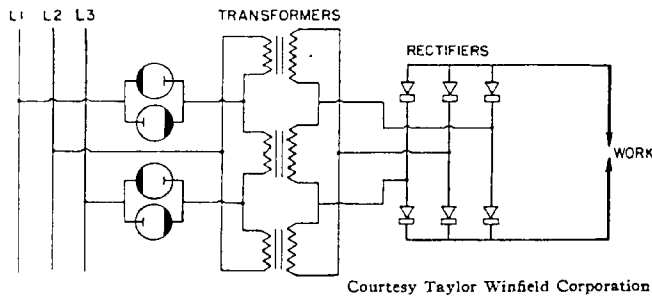 L1 L2 L3
TRANSFORMERS
RECTIFIERS
WORK
Courtesy Taylor Winfield Corporation